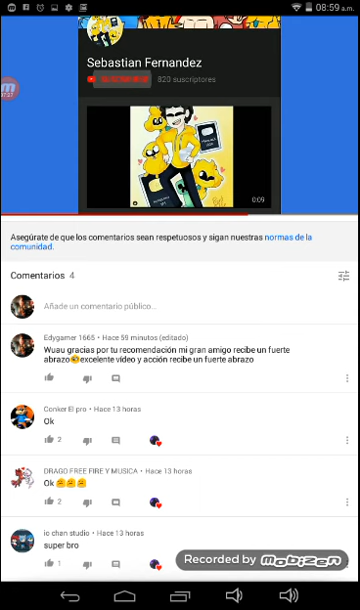 08:59 a.m.
Sebastian Fernandez
820 suscriptores
0:09
Asegúrate de que los comentarios sean respetuosos y sigan nuestras normas de la
comunidad.
Comentarios 4
Añade un comentario público...
Edygamer 1665 • Hace 59 minutos (editado)
Wuau gracias por tu recomendación mi gran amigo recibe un fuerte
abrazo🤗excelente video y acción recibe un fuerte abrazo
Conker El pro • Hace 13 horas
Ok
2
DRAGO FREE FIRE Y MUSICA • Hace 13 horas
Ok🤗🤗🤗
2
io chan studio • Hace 13 horas
super bro
1
Recorded by mobizen